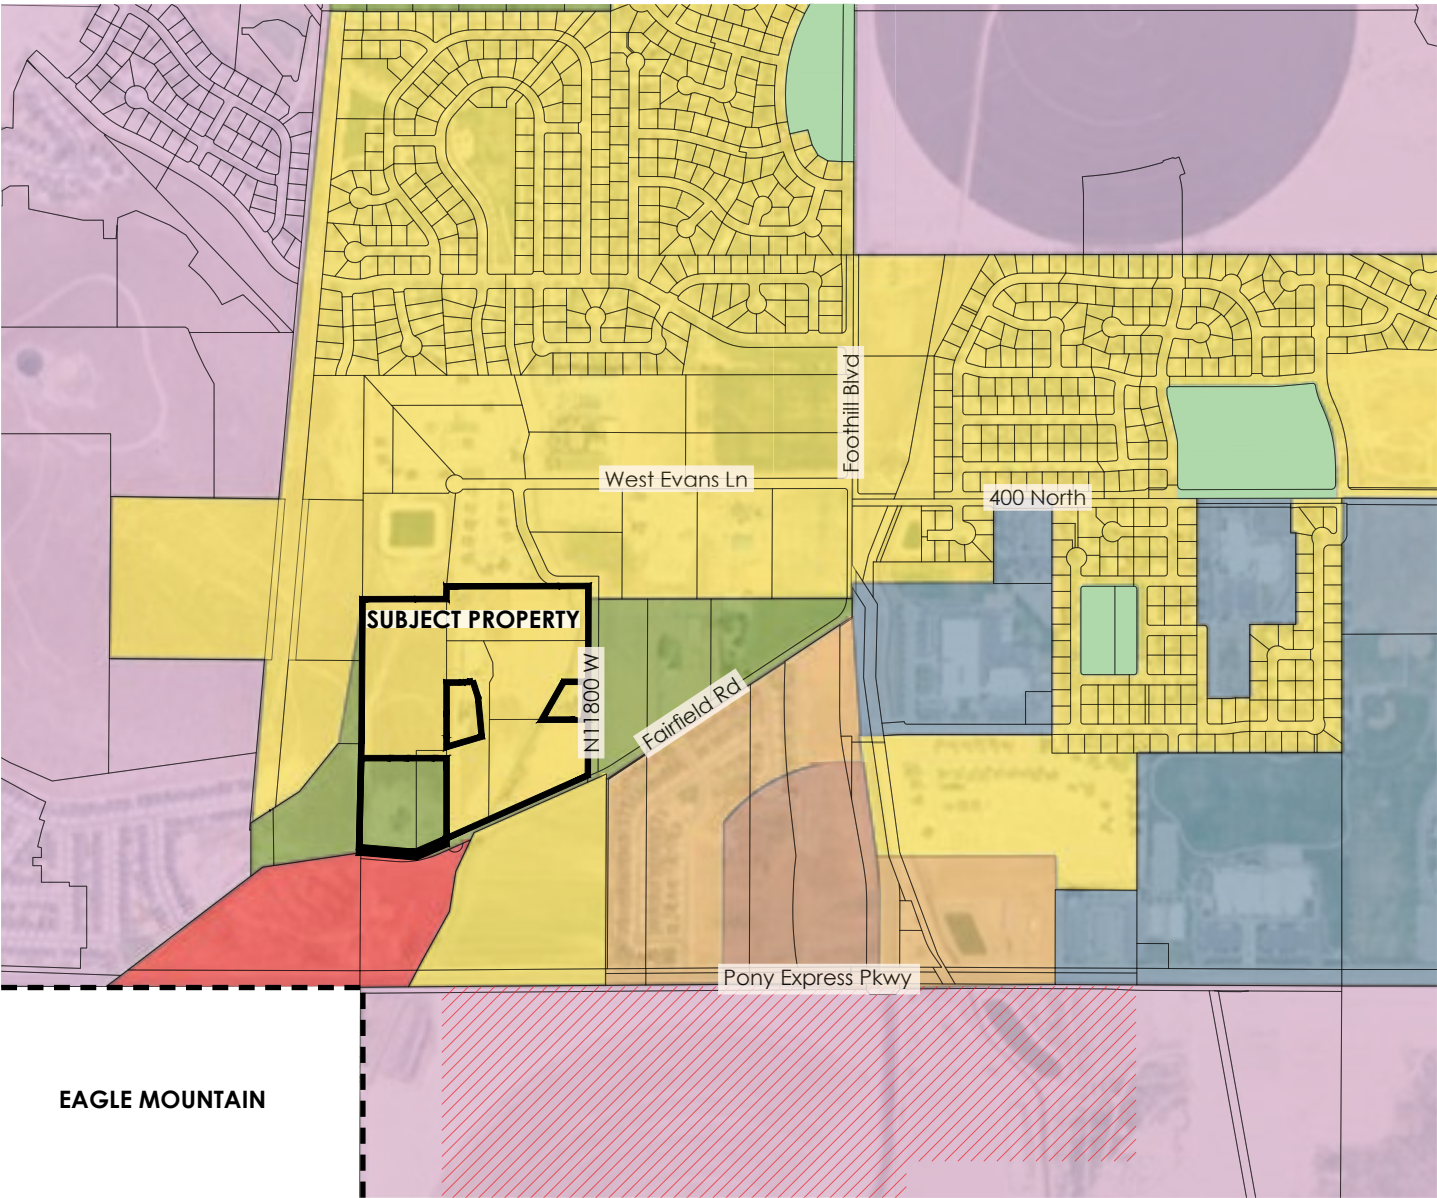 Foothill Blvd
West Evans Ln
400 North
SUBJECT PROPERTY
N11800 W
Fairfield Rd
Pony Express Pkwy
EAGLE MOUNTAIN